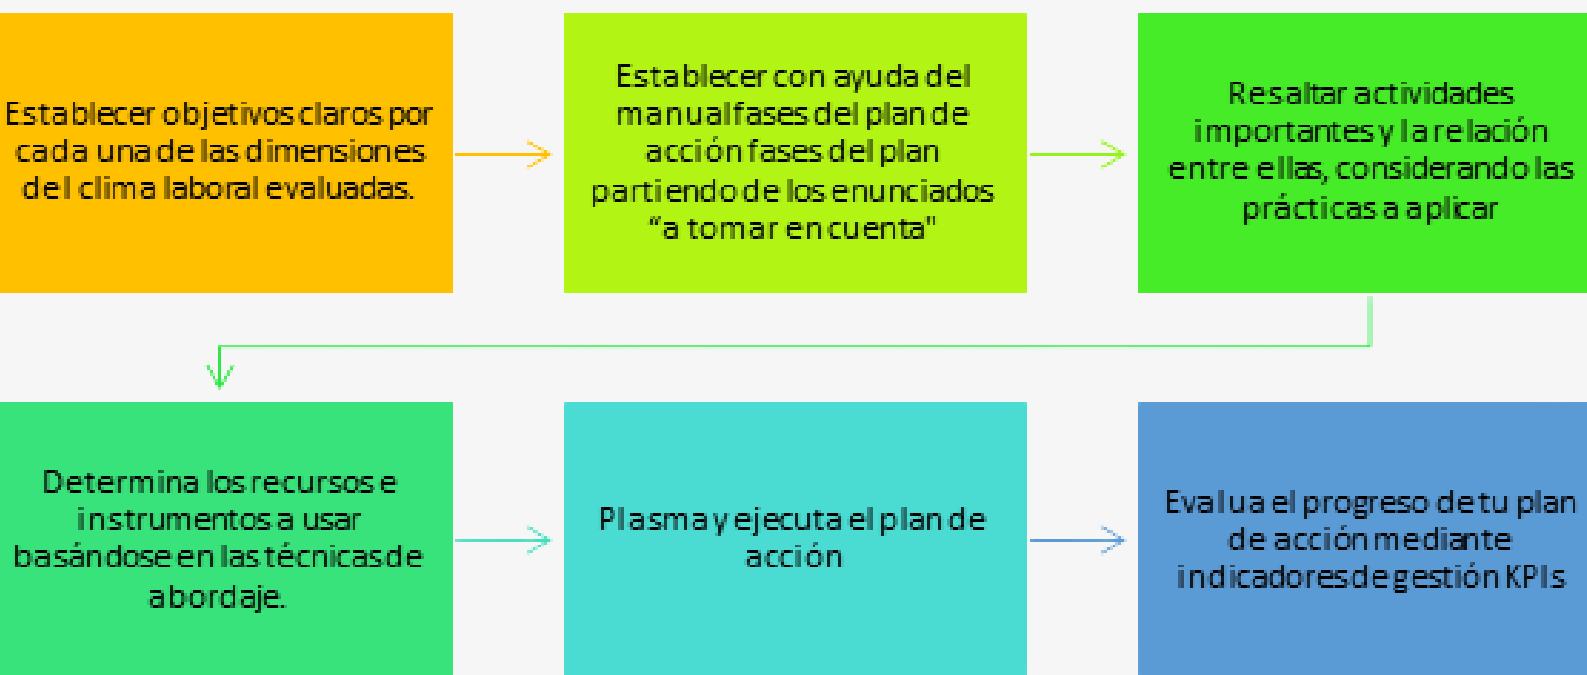 Establecer objetivos claros por
cada una de las dimensiones
del clima laboral evaluadas.
Establecer con ayuda del
manual fases del plan de
acción fases del plan
partiendo de los enunciados
“a tomar en cuenta"
Resaltar actividades
importantes y la relación
entre ellas, considerando las
prácticas a aplicar
Determina los recursos e
instrumentos a usar
basándose en las técnicas de
abordaje.
Plasma y ejecuta el plan de
acción
Evalua el progreso de tu plan
de acción mediante
indicadores de gestión KPIs